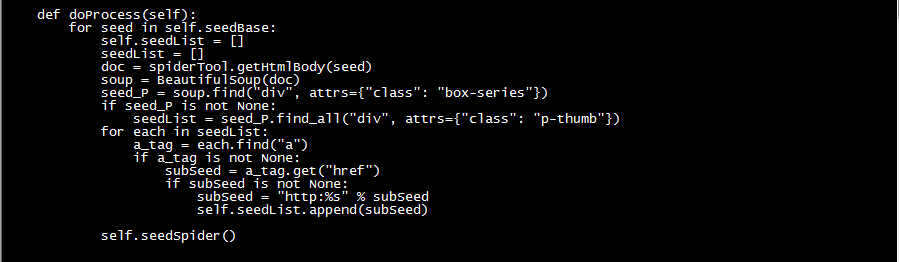 def doProcess(self):
    for seed in self.seedBase:
        self.seedList = []
        seedList = []
        doc = spiderTool.getHtmlBody(seed)
        soup = BeautifulSoup(doc)
        seed_P = soup.find("div", attrs={"class": "box-series"})
        if seed_P is not None:
            seedList = seed_P.find_all("div", attrs={"class": "p-thumb"})
        for each in seedList:
            a_tag = each.find("a")
            if a_tag is not None:
                subSeed = a_tag.get("href")
                if subSeed is not None:
                    subSeed = "http:%s" % subSeed
                    self.seedList.append(subSeed)

        self.seedSpider()